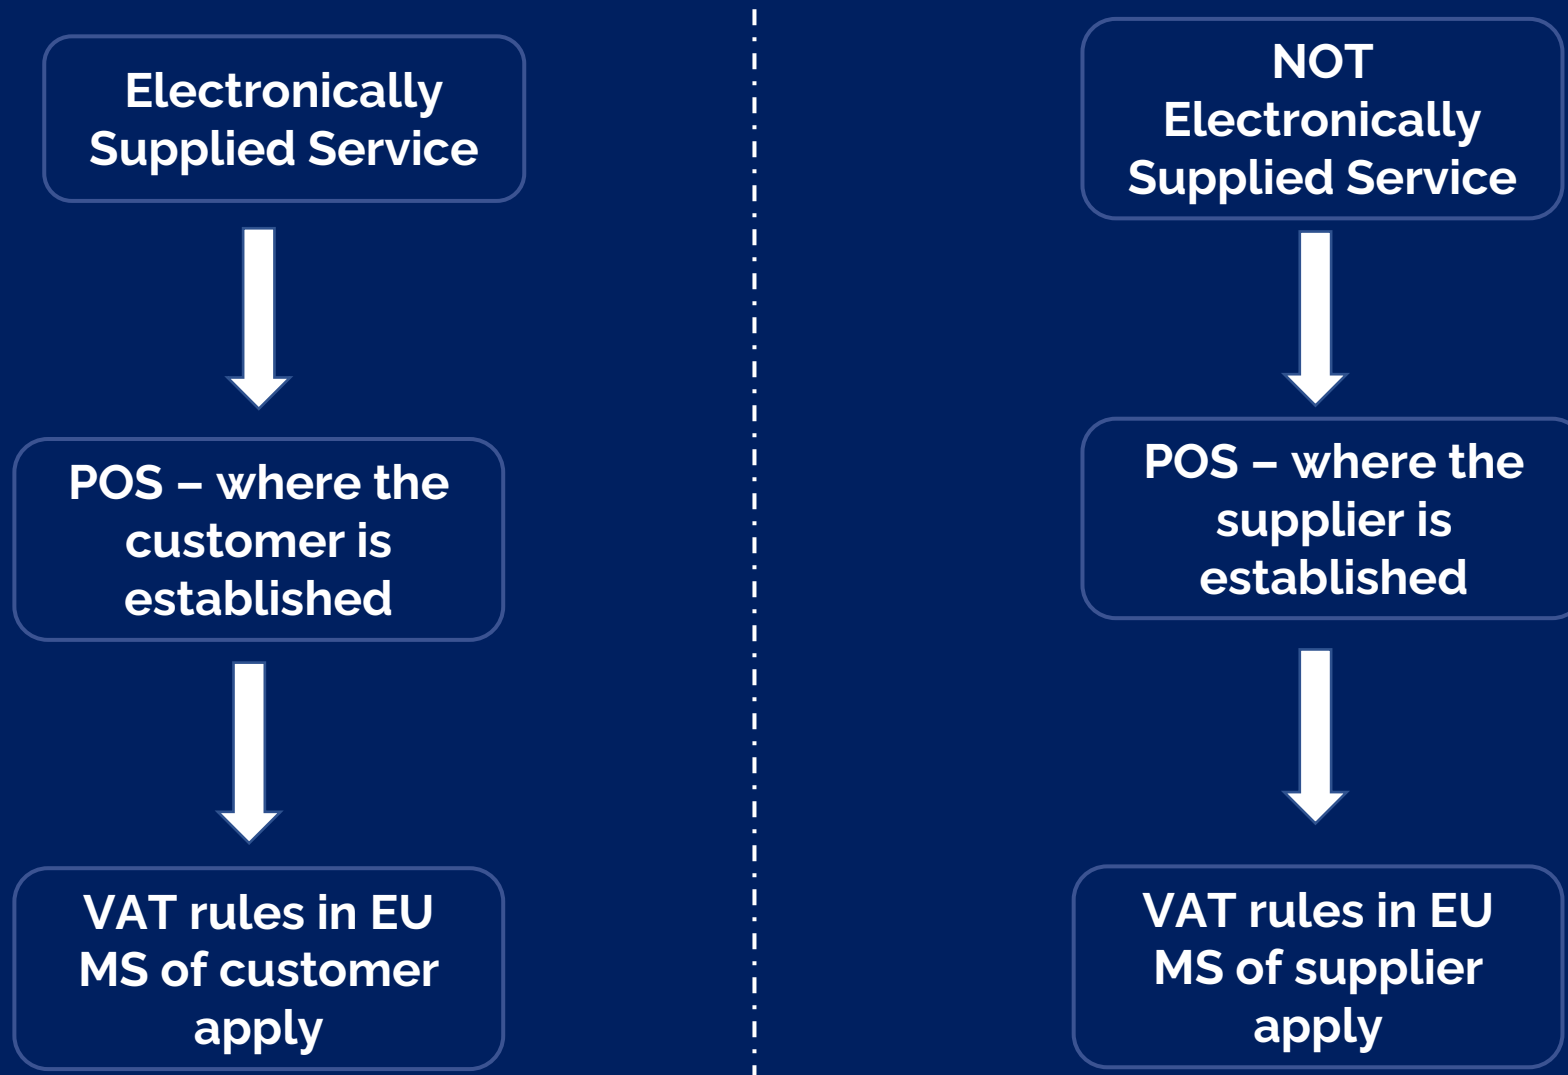 Electronically
Supplied Service
POS – where the
customer is
established
VAT rules in EU
MS of customer
apply
NOT
Electronically
Supplied Service
POS – where the
supplier is
established
VAT rules in EU
MS of supplier
apply